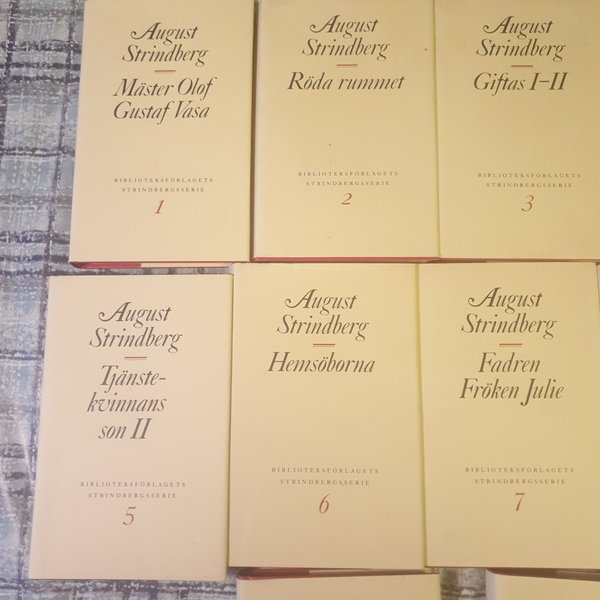 August
Strindberg
Mäster Olof
Gustaf Vasa
BIBLIOTEKSFÖRLAGETS
STRINDBERGSSERIE
1
August
Strindberg
Röda rummet
BIBLIOTEKSFÖRLAGETS
STRINDBERGSSERIE
2
August
Strindberg
Giftas I–II
BIBLIOTEKSFÖRLAGETS
STRINDBERGSSERIE
3
August
Strindberg
Tjänste-
kvinnans
son II
BIBLIOTEKSFÖRLAGETS
STRINDBERGSSERIE
5
August
Strindberg
Hemsöborna
BIBLIOTEKSFÖRLAGETS
STRINDBERGSSERIE
6
August
Strindberg
Fadren
Fröken Julie
BIBLIOTEKSFÖRLAGETS
STRINDBERGSSERIE
7